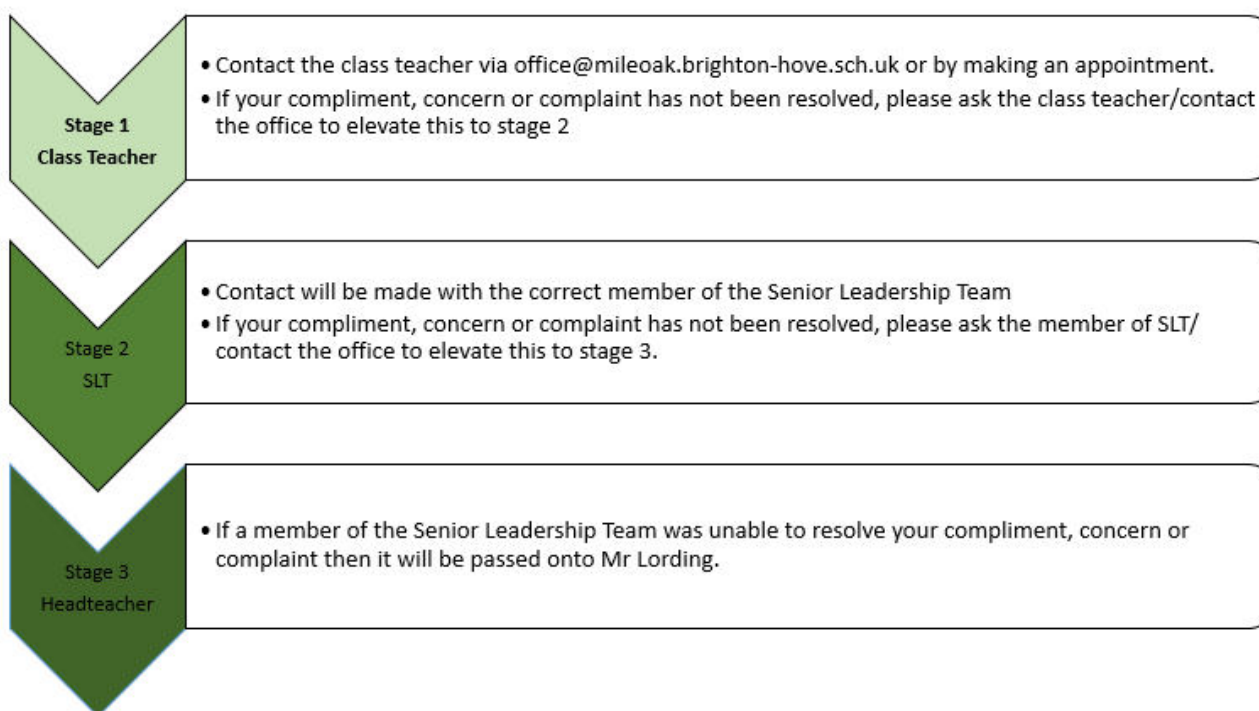 Stage 1
Class Teacher
• Contact the class teacher via office@mileoak.brighton-hove.sch.uk or by making an appointment.
• If your compliment, concern or complaint has not been resolved, please ask the class teacher/contact
the office to elevate this to stage 2
Stage 2
SLT
• Contact will be made with the correct member of the Senior Leadership Team
• If your compliment, concern or complaint has not been resolved, please ask the member of SLT/
contact the office to elevate this to stage 3.
Stage 3
Headteacher
• If a member of the Senior Leadership Team was unable to resolve your compliment, concern or
complaint then it will be passed onto Mr Lording.